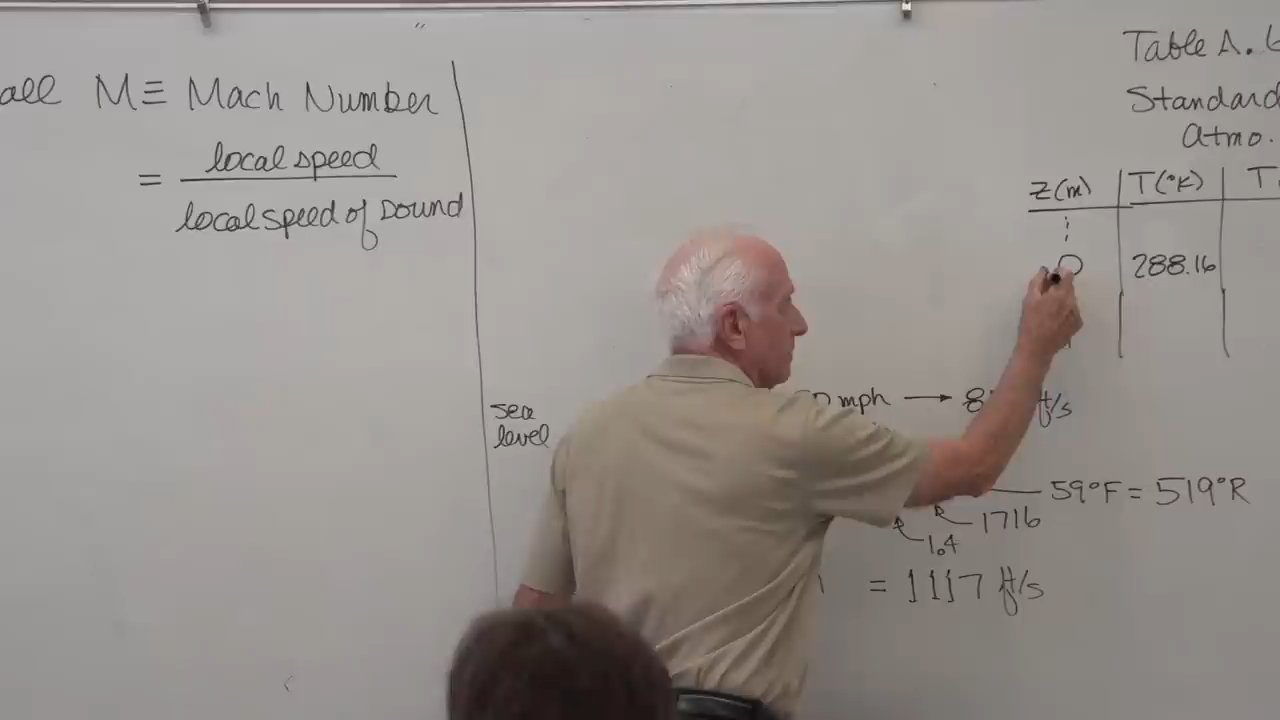 all M ≡ Mach Number
= local speed
local speed of sound
Table A.6
Standard
Atmo.
Z(m) T(°K) T
0 288.16
sea
level
mph → ft/s
59°F = 519°R
1716
1.4
= 1117 ft/s